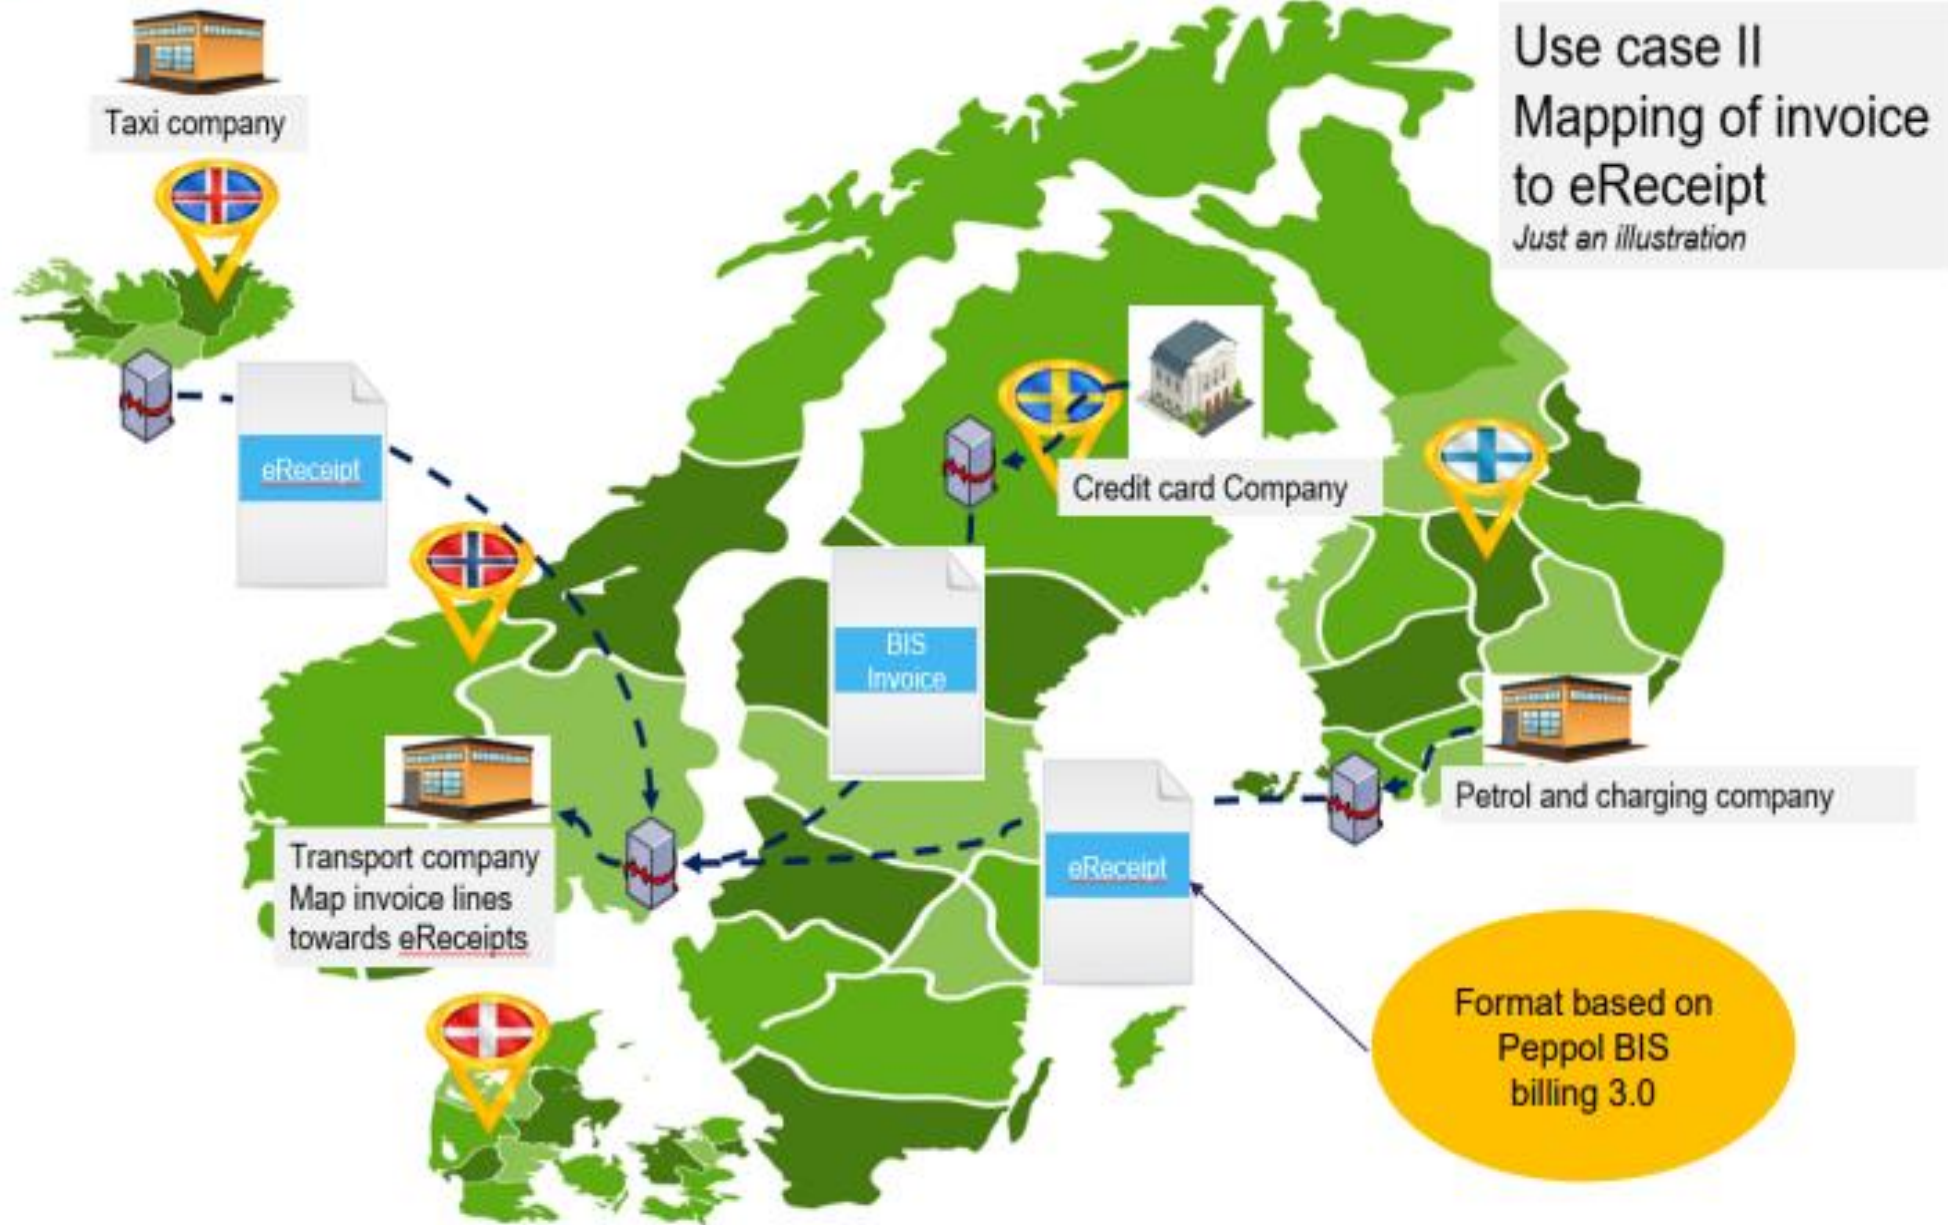 Taxi company
Use case II
Mapping of invoice
to eReceipt
Just an illustration
eReceipt
Credit card Company
BIS
Invoice
Petrol and charging company
Transport company
Map invoice lines
towards eReceipts
eReceipt
Format based on
Peppol BIS
billing 3.0